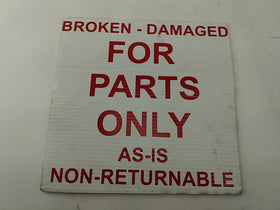 BROKEN - DAMAGED
FOR
PARTS
ONLY
AS-IS
NON-RETURNABLE